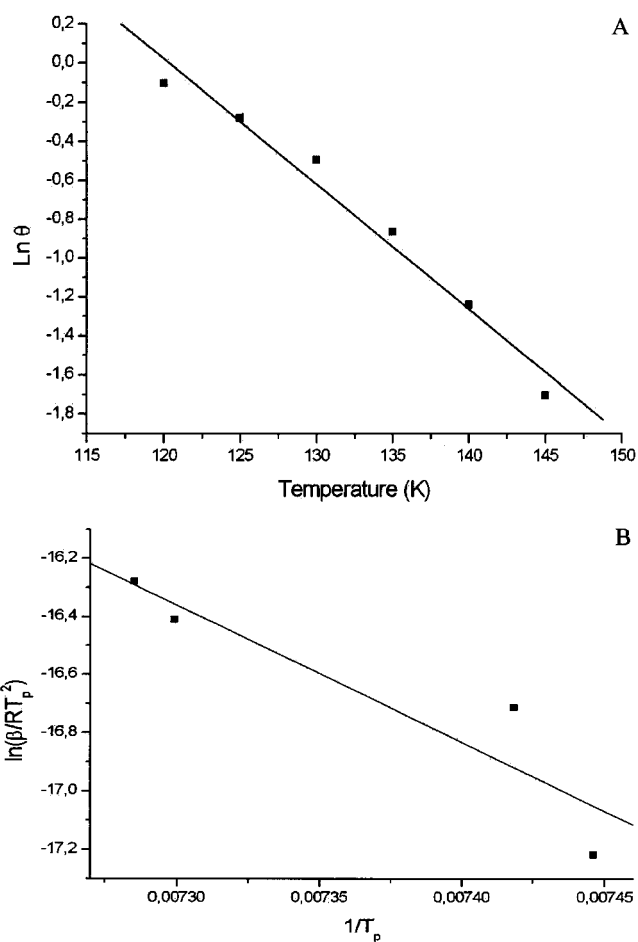 A
0,2
0,0
-0,2
-0,4
-0,6
-0,8
-1,0
-1,2
-1,4
-1,6
-1,8
Ln θ
115 120 125 130 135 140 145 150
Temperature (K)
B
-16,2
-16,4
-16,6
-16,8
-17,0
-17,2
ln(β/RTp²)
0,00730 0,00735 0,00740 0,00745
1/Tp